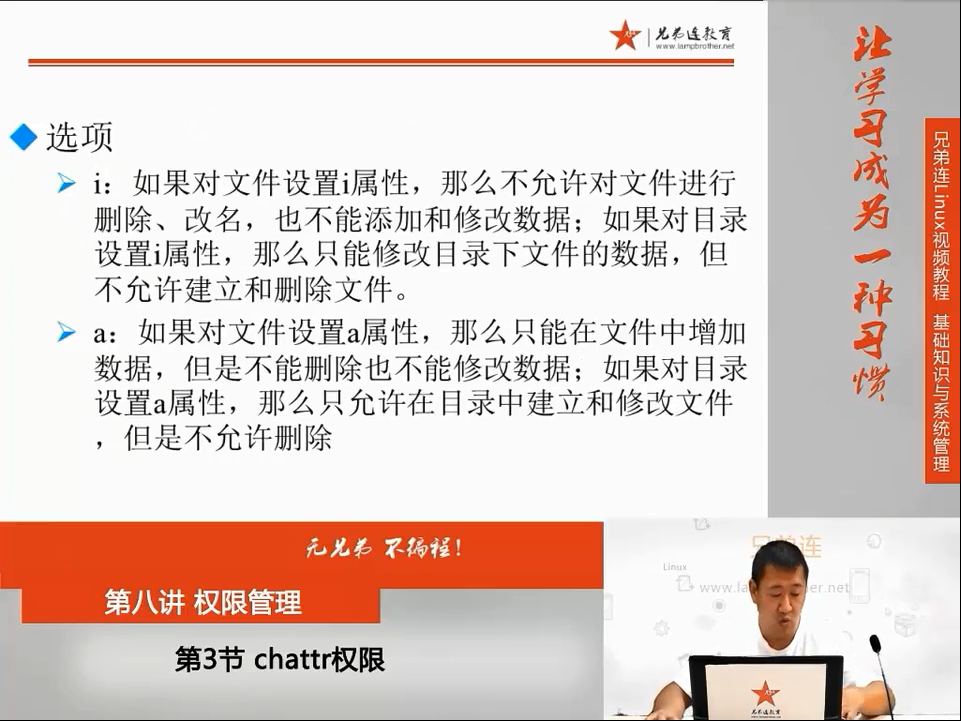 兄弟连教育
www.lampbrother.net
选项
i：如果对文件设置i属性，那么不允许对文件进行
删除、改名，也不能添加和修改数据；如果对目录
设置i属性，那么只能修改目录下文件的数据，但
不允许建立和删除文件。
a：如果对文件设置a属性，那么只能在文件中增加
数据，但是不能删除也不能修改数据；如果对目录
设置a属性，那么只允许在目录中建立和修改文件
，但是不允许删除
让学习成为一种习惯
兄弟连Linux视频教程 基础知识与系统管理
无兄弟 不编程！
第八讲 权限管理
第3节 chattr权限
兄弟连
Linux
兄弟连教育